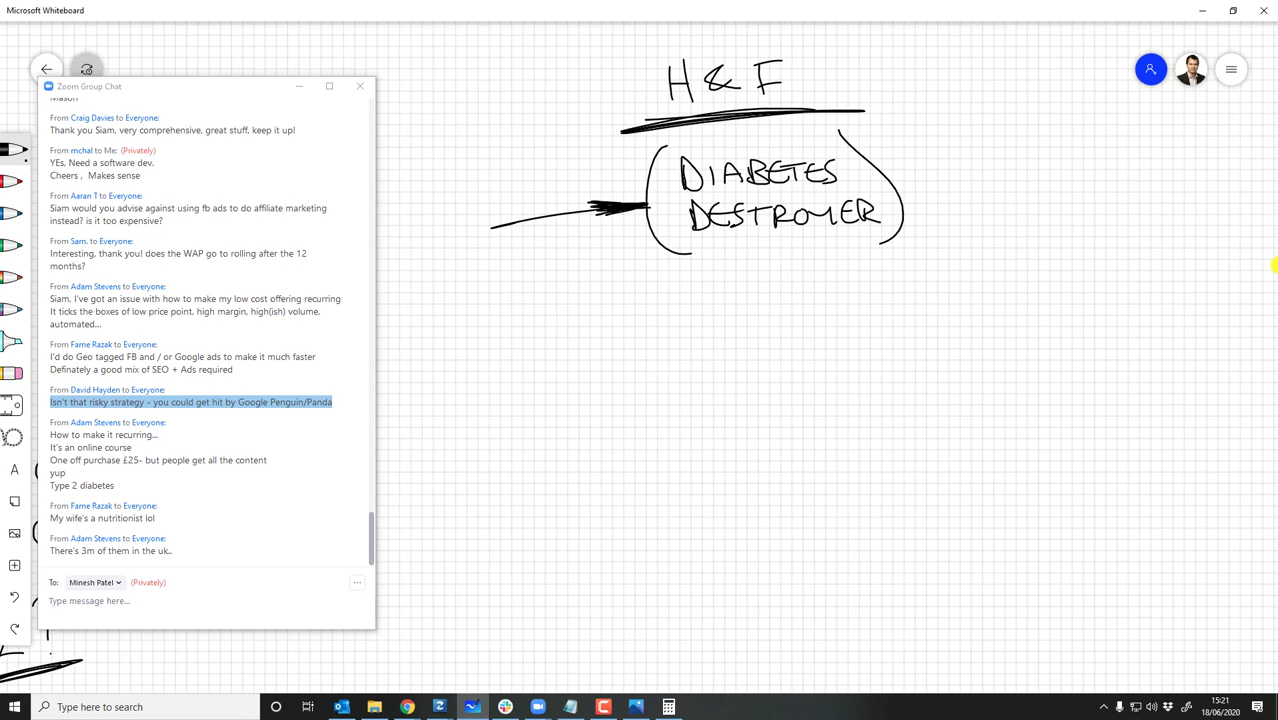 Microsoft Whiteboard
H & F
DIABETES
DESTROYER
Zoom Group Chat
From Craig Davies to Everyone:
Thank you Siam, very comprehensive, great stuff, keep it up!
From mchal to Me: (Privately)
YEs, Need a software dev.
Cheers , Makes sense
From Aaran T to Everyone:
Siam would you advise against using fb ads to do affiliate marketing
instead? is it too expensive?
From Sam. to Everyone:
Interesting, thank you! does the WAP go to rolling after the 12
months?
From Adam Stevens to Everyone:
Siam, I've got an issue with how to make my low cost offering recurring
It ticks the boxes of low price point, high margin, high(ish) volume,
automated...
From Fame Razak to Everyone:
I'd do Geo tagged FB and / or Google ads to make it much faster
Definately a good mix of SEO + Ads required
From David Hayden to Everyone:
Isn't that risky strategy - you could get hit by Google Penguin/Panda
From Adam Stevens to Everyone:
How to make it recurring...
It's an online course
One off purchase £25- but people get all the content
yup
Type 2 diabetes
From Fame Razak to Everyone:
My wife's a nutritionist lol
From Adam Stevens to Everyone:
There's 3m of them in the uk...
To: Minesh Patel (Privately)
Type message here...
Type here to search
15:21
18/06/2020